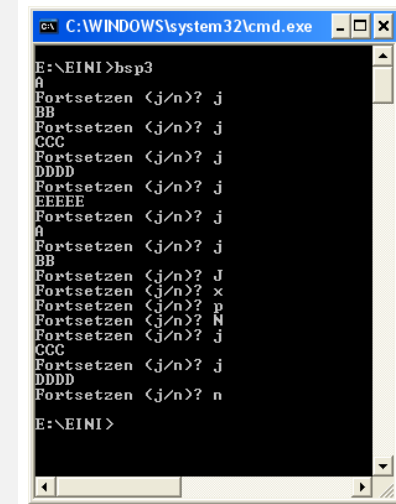 C:\WINDOWS\system32\cmd.exe
E:\EINI>bsp3
A
Fortsetzen (j/n)? j
BB
Fortsetzen (j/n)? j
CCC
Fortsetzen (j/n)? j
DDDD
Fortsetzen (j/n)? j
EEEEE
Fortsetzen (j/n)? j
A
Fortsetzen (j/n)? j
BB
Fortsetzen (j/n)? J
Fortsetzen (j/n)? x
Fortsetzen (j/n)? p
Fortsetzen (j/n)? N
Fortsetzen (j/n)? j
CCC
Fortsetzen (j/n)? j
DDDD
Fortsetzen (j/n)? n
E:\EINI>